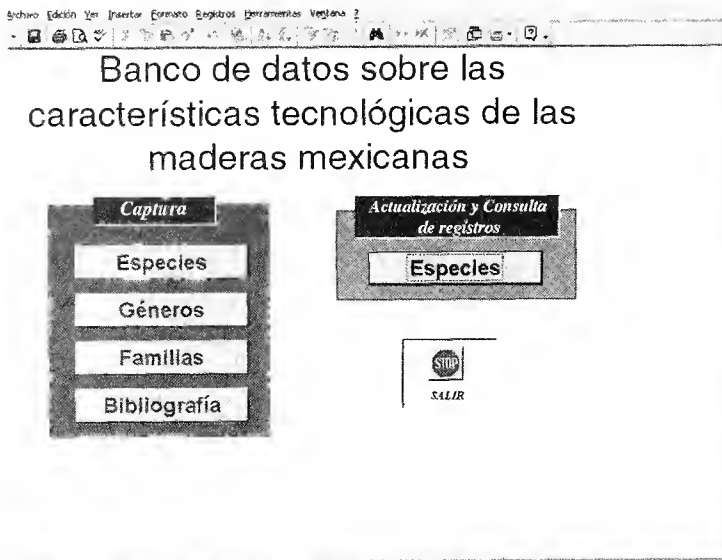 Archivo Edición Ver Insertar Formato Registros Herramientas Ventana ?
Banco de datos sobre las
características tecnológicas de las
maderas mexicanas
Captura
Especies
Géneros
Familias
Bibliografía
Actualización y Consulta
de registros
Especies
STOP
SALIR